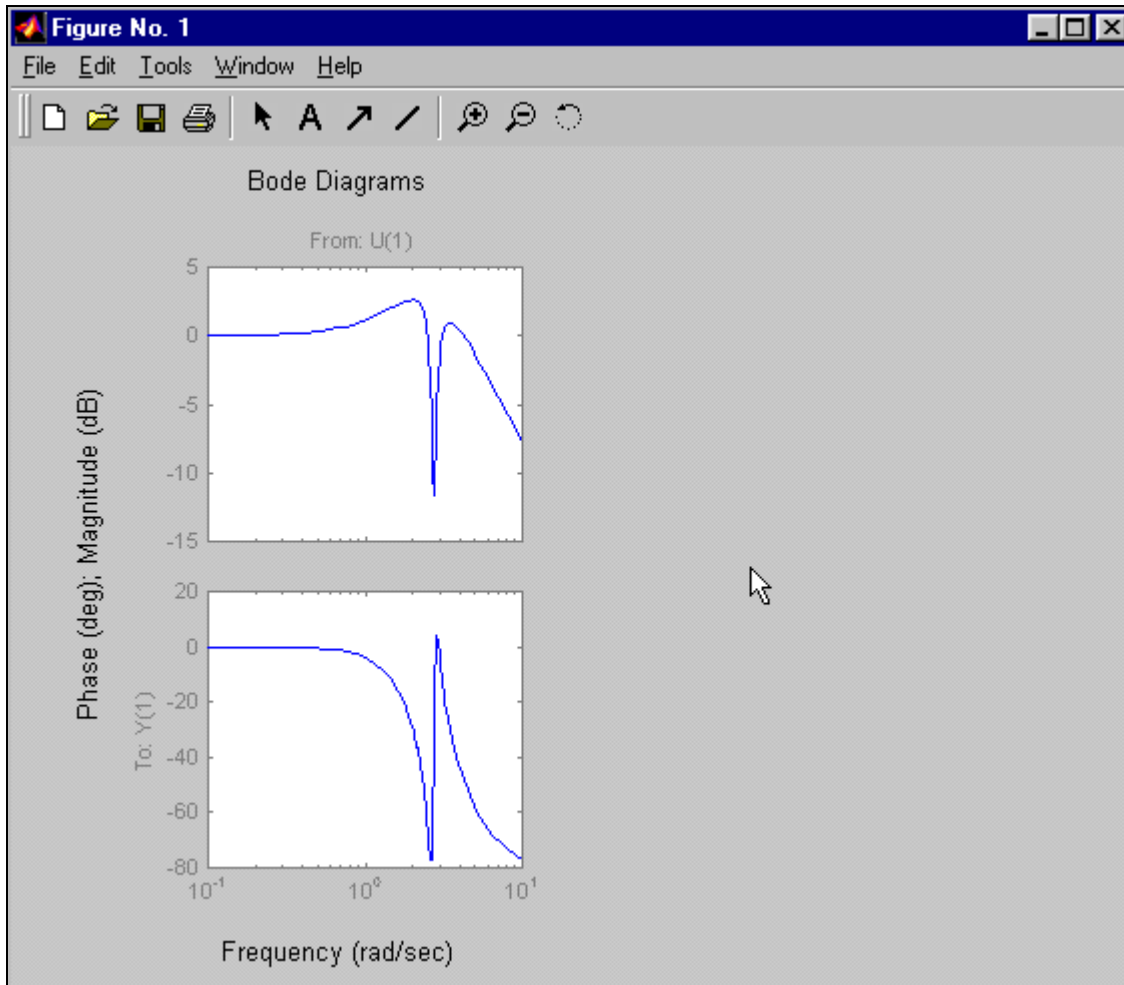 Figure No. 1
File Edit Tools Window Help
A
Bode Diagrams
From: U(1)
5
0
-5
-10
-15
Phase (deg); Magnitude (dB)
To: Y(1)
20
0
-20
-40
-60
-80
10⁻¹ 10⁰ 10¹
Frequency (rad/sec)